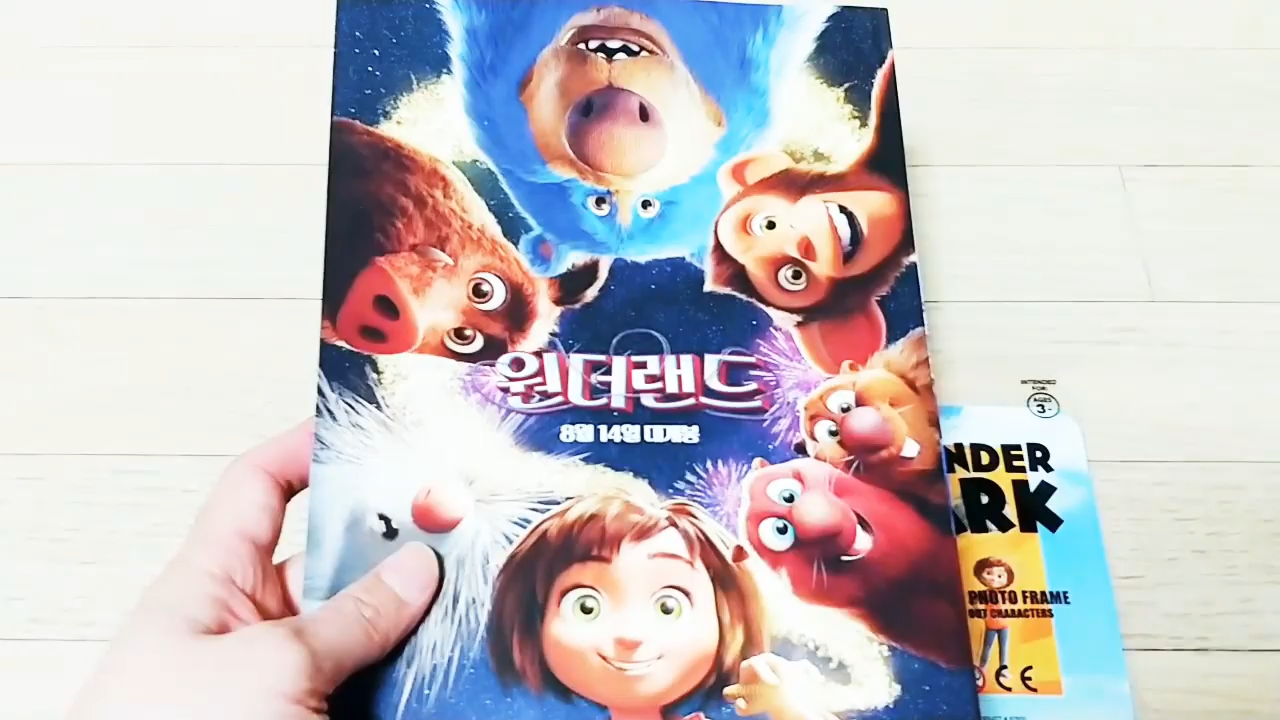 원더랜드
8월 14일 대개봉
INTENDED
FOR:
AGES
3+
NDER
ARK
PHOTO FRAME
OUT CHARACTERS
CE